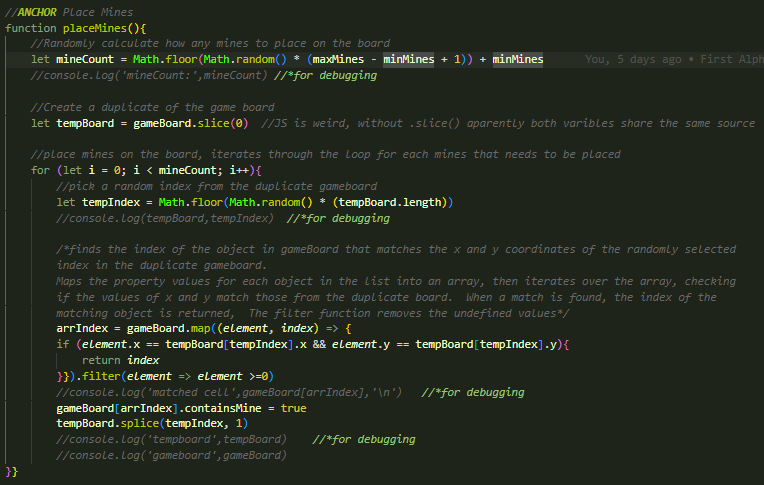 //ANCHOR Place Mines
function placeMines(){
//Randomly calculate how any mines to place on the board
let mineCount = Math.floor(Math.random() * (maxMines - minMines + 1)) + minMines You, 5 days ago • First Alph
//console.log('mineCount:',mineCount) //*for debugging
//Create a duplicate of the game board
let tempBoard = gameBoard.slice(0) //JS is weird, without .slice() aparently both varibles share the same source
//place mines on the board, iterates through the loop for each mines that needs to be placed
for (let i = 0; i < mineCount; i++){
//pick a random index from the duplicate gameboard
let tempIndex = Math.floor(Math.random() * (tempBoard.length))
//console.log(tempBoard,tempIndex) //*for debugging
/*finds the index of the object in gameBoard that matches the x and y coordinates of the randomly selected
index in the duplicate gameboard.
Maps the property values for each object in the list into an array, then iterates over the array, checking
if the values of x and y match those from the duplicate board. When a match is found, the index of the
matching object is returned, The filter function removes the undefined values*/
arrIndex = gameBoard.map((element, index) => {
if (element.x == tempBoard[tempIndex].x && element.y == tempBoard[tempIndex].y){
return index
}}).filter(element => element >=0)
//console.log('matched cell',gameBoard[arrIndex],'\n') //*for debugging
gameBoard[arrIndex].containsMine = true
tempBoard.splice(tempIndex, 1)
//console.log('tempboard',tempBoard) //*for debugging
//console.log('gameboard',gameBoard)
}}